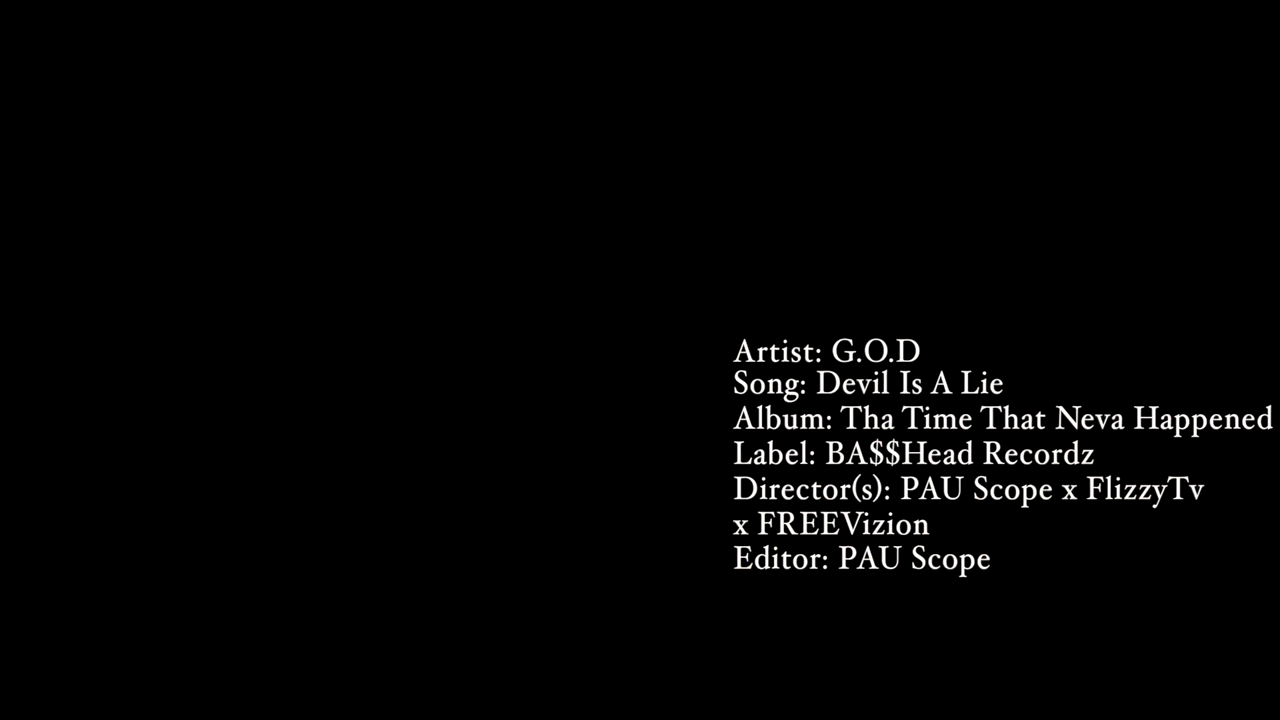 Artist: G.O.D
Song: Devil Is A Lie
Album: Tha Time That Neva Happened
Label: BA$$Head Recordz
Director(s): PAU Scope x FlizzyTv
x FREEVizion
Editor: PAU Scope